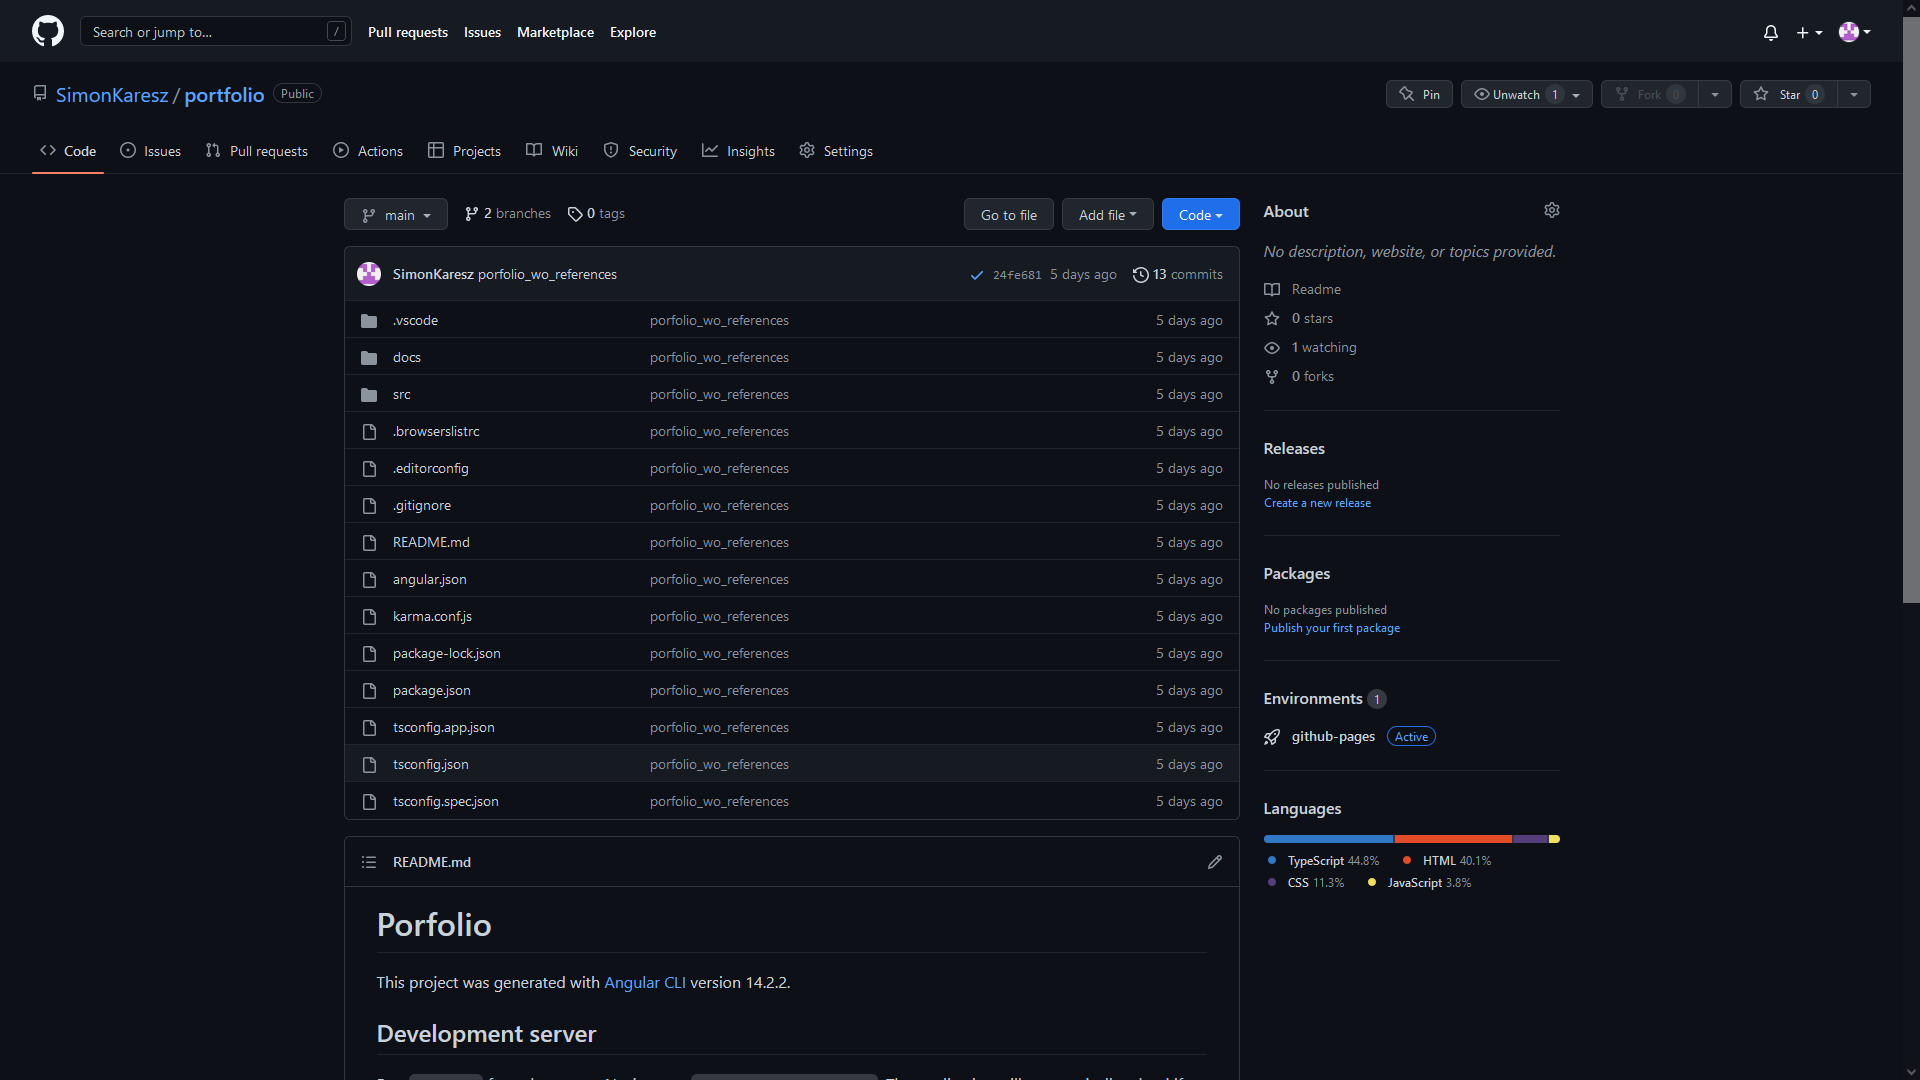 Search or jump to... / Pull requests Issues Marketplace Explore
SimonKaresz / portfolio Public Pin Unwatch 1 Fork 0 Star 0
Code Issues Pull requests Actions Projects Wiki Security Insights Settings
main 2 branches 0 tags Go to file Add file Code
SimonKaresz porfolio_wo_references 24fe681 5 days ago 13 commits
.vscode porfolio_wo_references 5 days ago
docs porfolio_wo_references 5 days ago
src porfolio_wo_references 5 days ago
.browserslistrc porfolio_wo_references 5 days ago
.editorconfig porfolio_wo_references 5 days ago
.gitignore porfolio_wo_references 5 days ago
README.md porfolio_wo_references 5 days ago
angular.json porfolio_wo_references 5 days ago
karma.conf.js porfolio_wo_references 5 days ago
package-lock.json porfolio_wo_references 5 days ago
package.json porfolio_wo_references 5 days ago
tsconfig.app.json porfolio_wo_references 5 days ago
tsconfig.json porfolio_wo_references 5 days ago
tsconfig.spec.json porfolio_wo_references 5 days ago
README.md
Porfolio
This project was generated with Angular CLI version 14.2.2.
Development server
About
No description, website, or topics provided.
Readme
0 stars
1 watching
0 forks
Releases
No releases published
Create a new release
Packages
No packages published
Publish your first package
Environments 1
github-pages Active
Languages
TypeScript 44.8% HTML 40.1%
CSS 11.3% JavaScript 3.8%